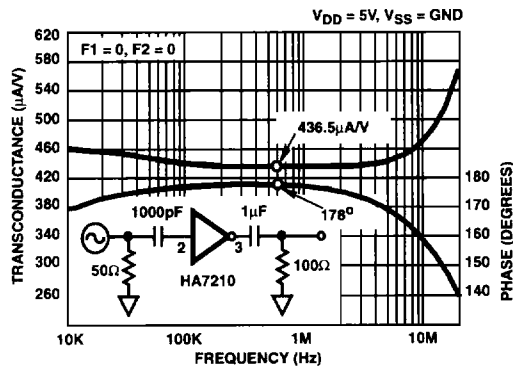 V_DD = 5V, V_SS = GND
F1 = 0, F2 = 0
TRANSCONDUCTANCE (µA/V)
620
580
540
500
460
420
380
340
300
260
436.5µA/V
178°
180
170
160
150
140
PHASE (DEGREES)
1000pF
1µF
2
3
50Ω
HA7210
100Ω
10K
100K
1M
10M
FREQUENCY (Hz)